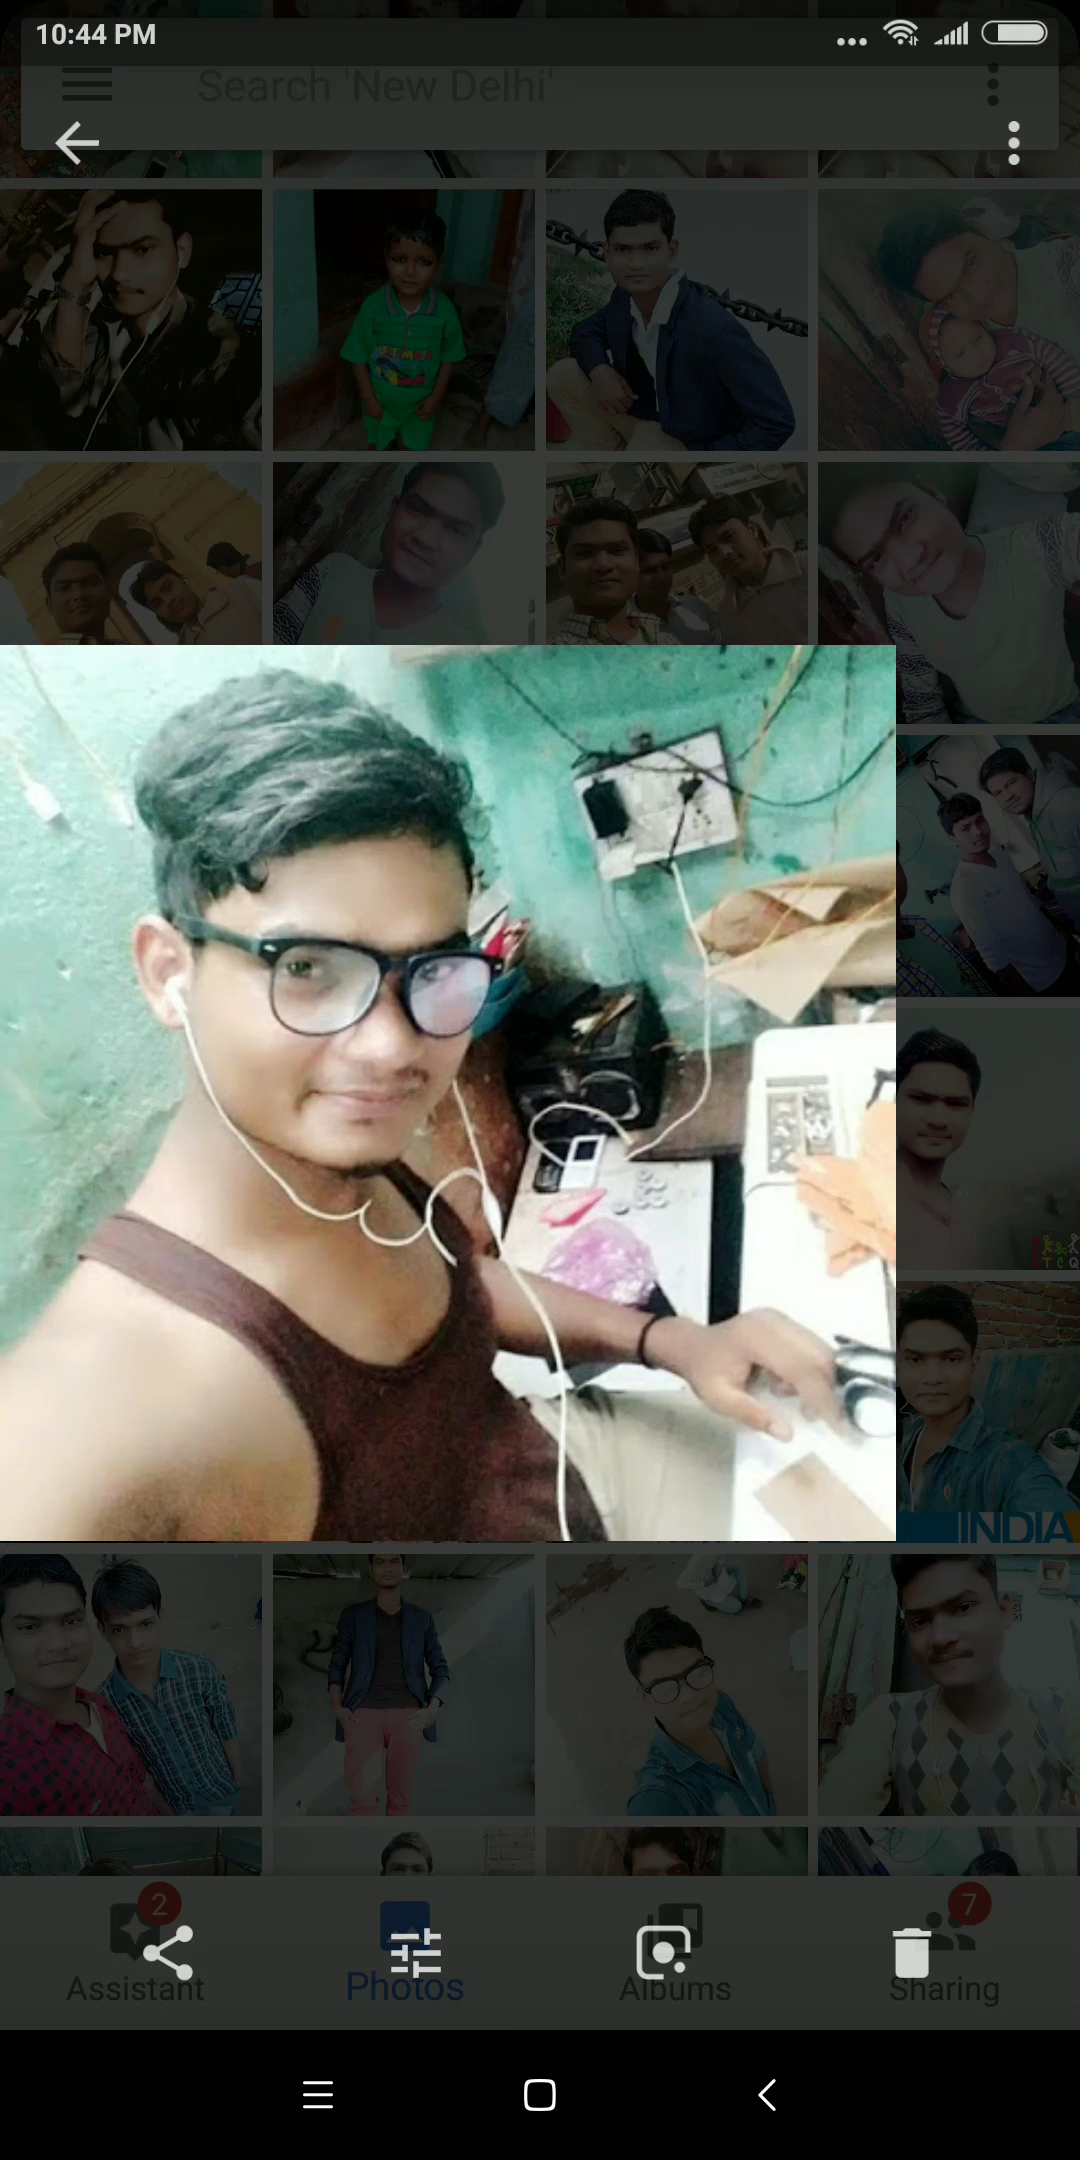 10:44 PM
Search 'New Delhi'
INDIA
2
7
Assistant
Photos
Albums
Sharing